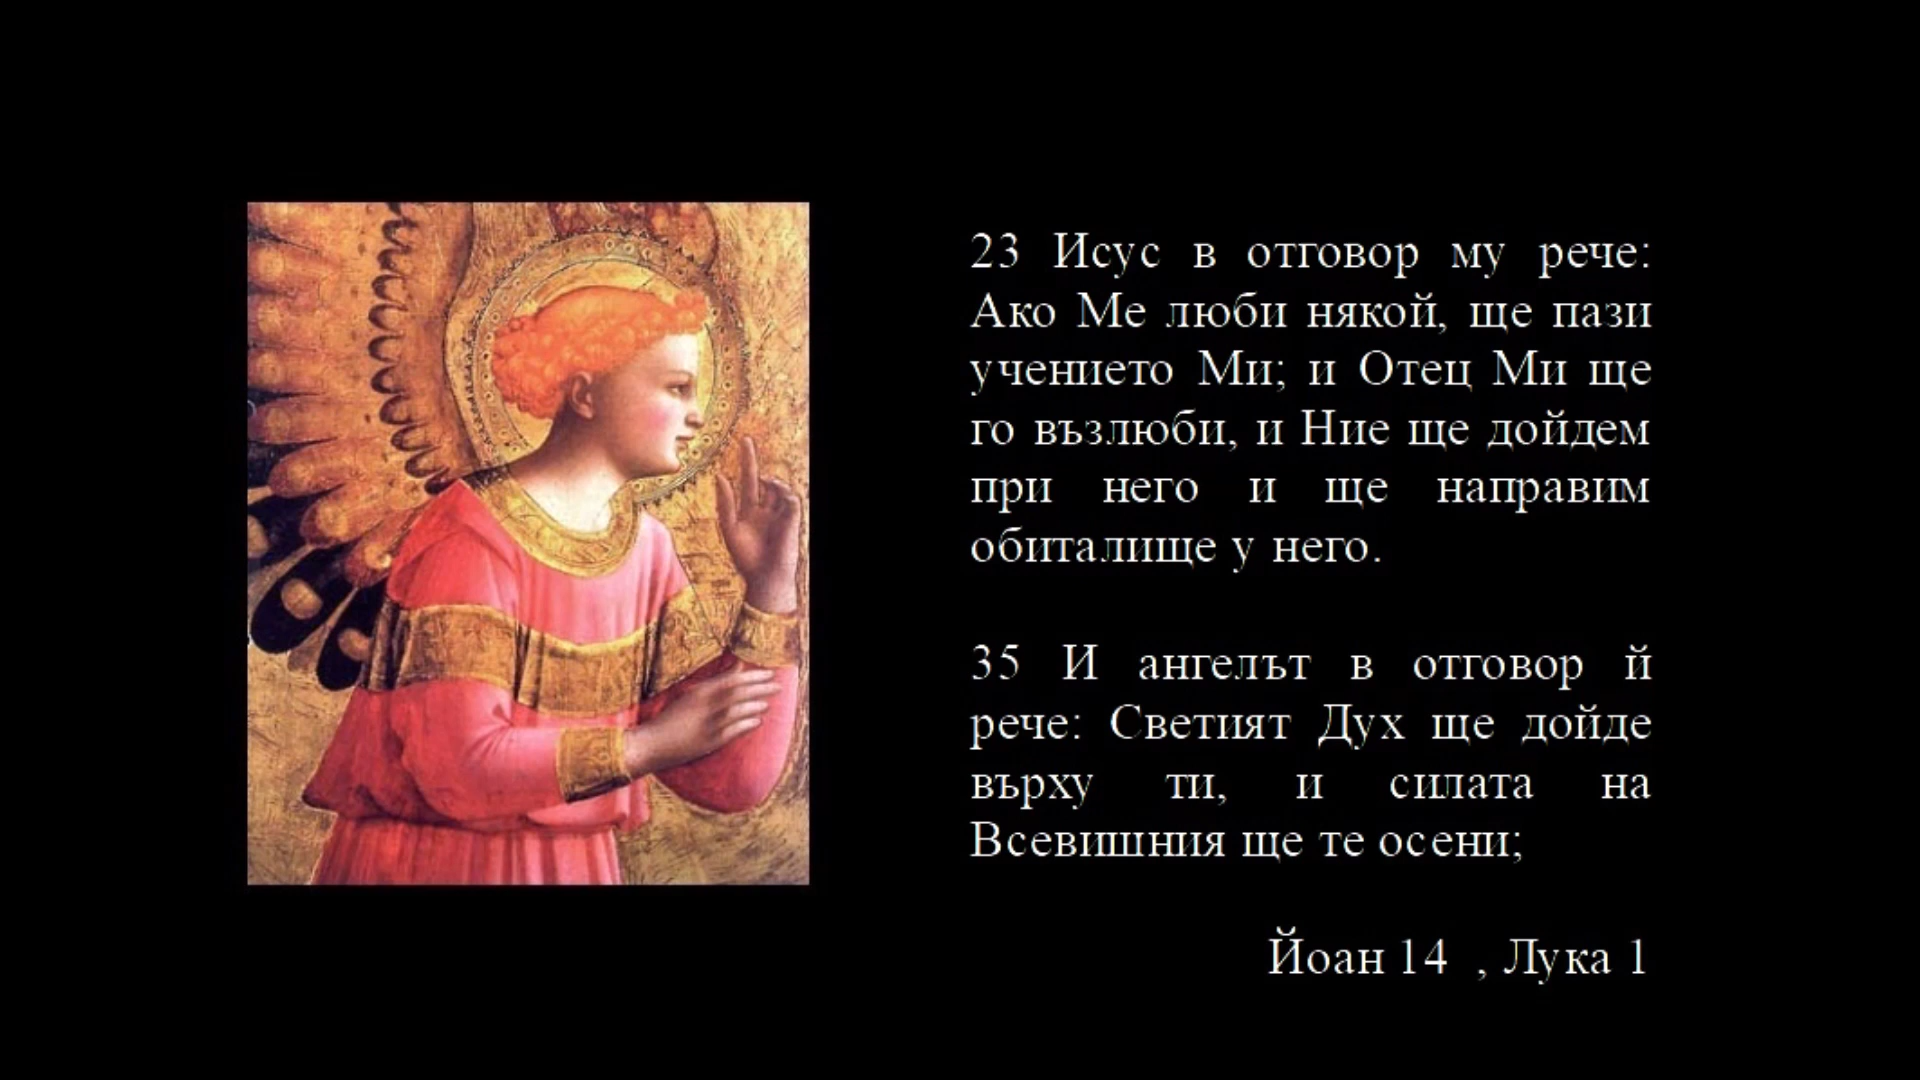 23 Исус в отговор му рече:
Ако Ме люби някой, ще пази
учението Ми; и Отец Ми ще
го възлюби, и Ние ще дойдем
при него и ще направим
обиталище у него.
35 И ангелът в отговор й
рече: Светият Дух ще дойде
върху ти, и силата на
Всевишния ще те осени;
Йоан 14 , Лука 1